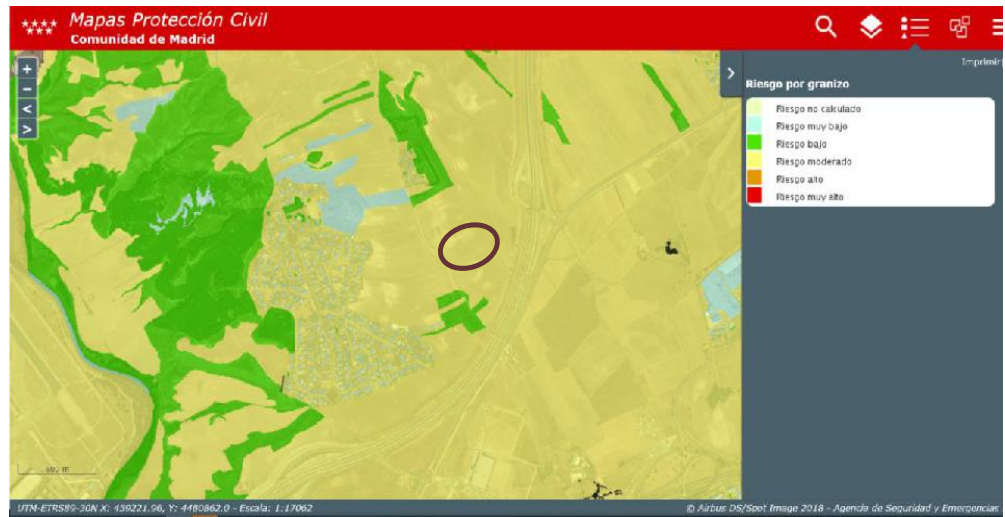 Mapas Protección Civil
Comunidad de Madrid
Imprimir
+
-
<
>
>
Riesgo por granizo
Riesgo no calculado
Riesgo muy bajo
Riesgo bajo
Riesgo moderado
Riesgo alto
Riesgo muy alto
500 m
UTM-ETRS89-30N X: 459221.96, Y: 4480862.0 - Escala: 1:17062
© Airbus DS/Spot Image 2018 - Agencia de Seguridad y Emergencias